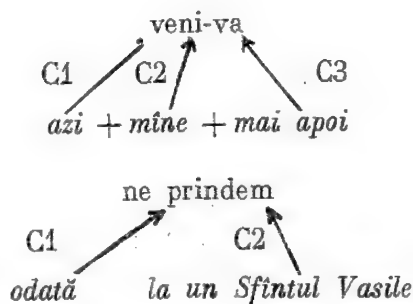 veni-va
C1 C2 C3
azi + mîne + mai apoi
ne prindem
C1 C2
odată la un Sfîntul Vasile